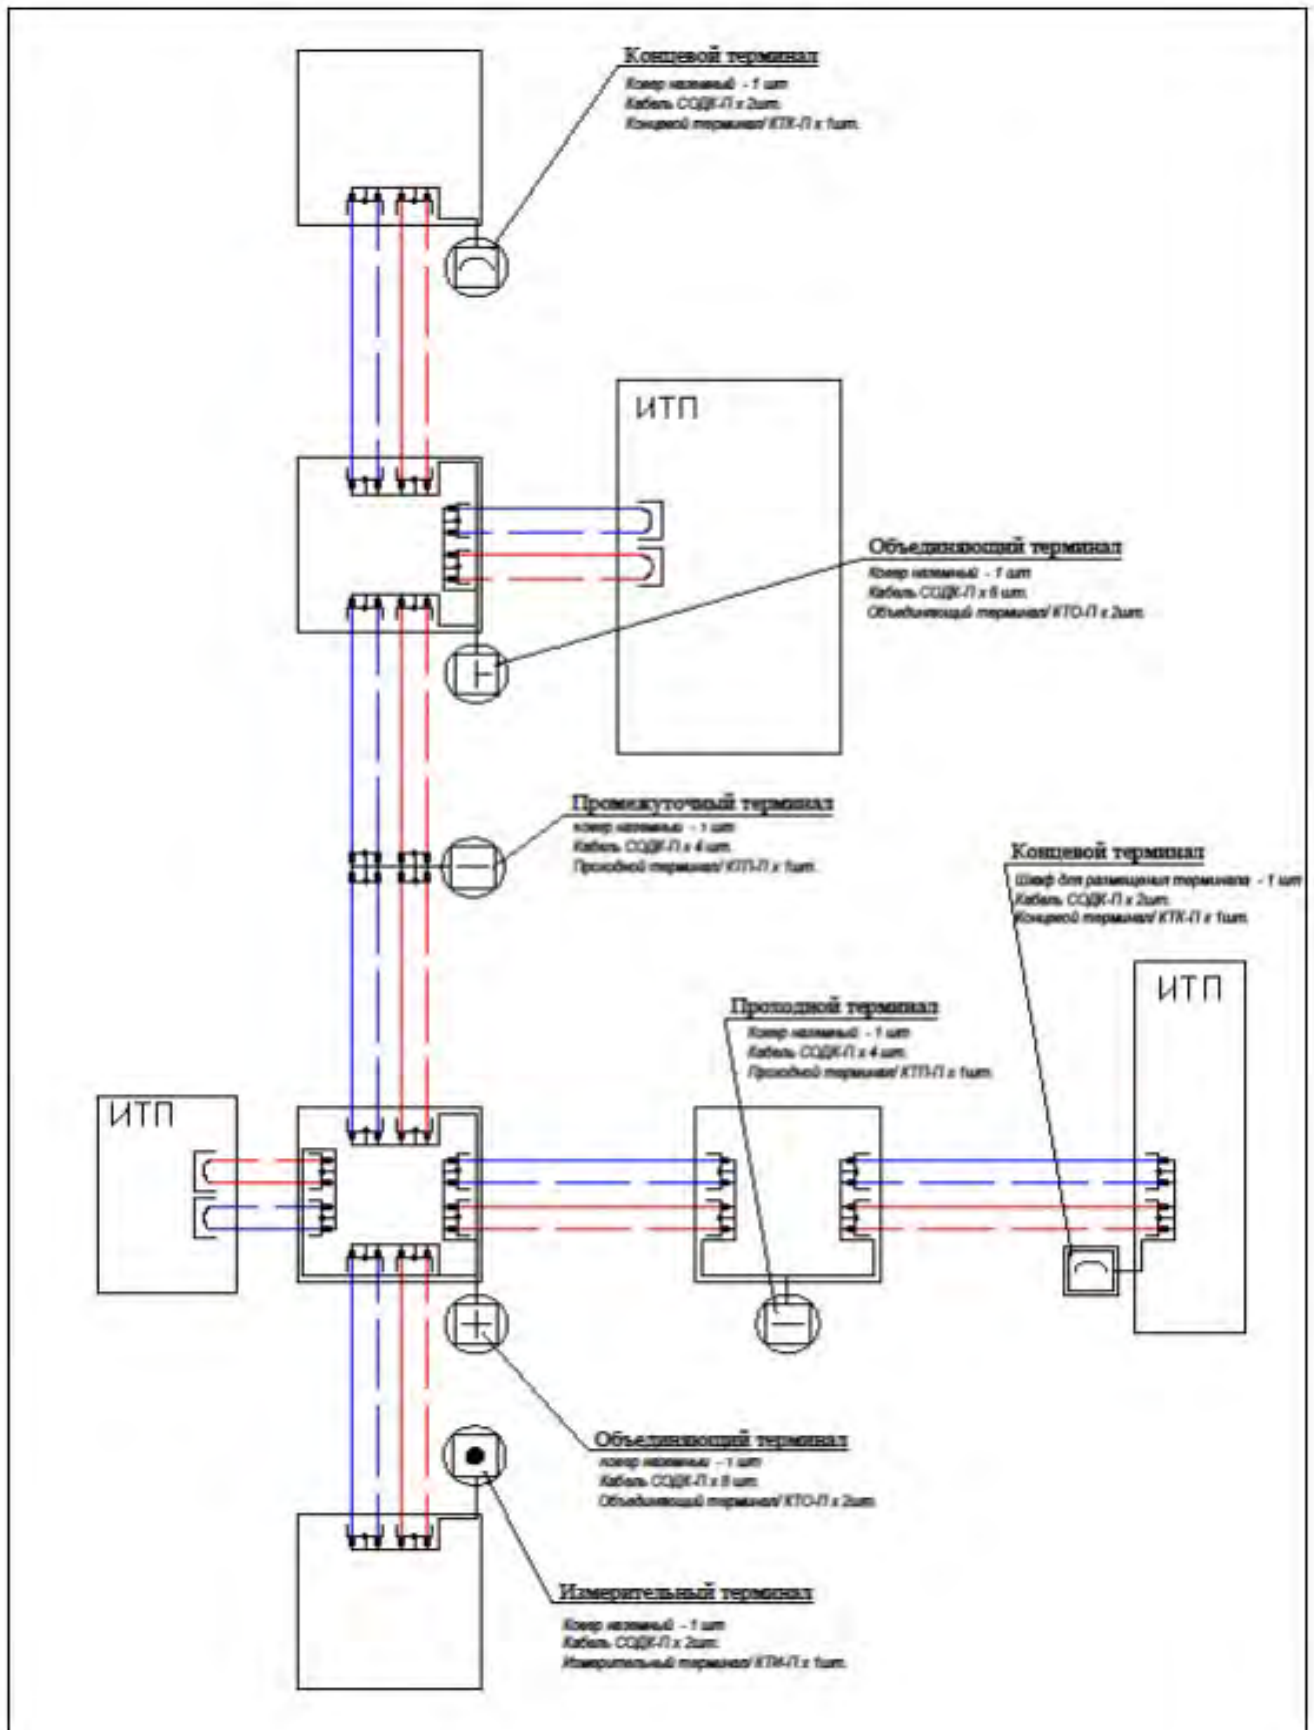 Концевой терминал
Ковер наземный - 1 шт
Кабель СОДК-П х 2шт.
Концевой терминал/ КТК-П х 1шт.
ИТП
Объединяющий терминал
Ковер наземный - 1 шт
Кабель СОДК-П х 6 шт.
Объединяющий терминал/ КТО-П х 2шт.
Промежуточный терминал
Ковер наземный - 1 шт
Кабель СОДК-П х 4 шт.
Проходной терминал/ КТП-П х 1шт.
Концевой терминал
Шкаф для размещения терминала - 1 шт
Кабель СОДК-П х 2шт.
Концевой терминал/ КТК-П х 1шт.
ИТП
Проходной терминал
Ковер наземный - 1 шт
Кабель СОДК-П х 4 шт.
Проходной терминал/ КТП-П х 1шт.
ИТП
Объединяющий терминал
Ковер наземный - 1 шт
Кабель СОДК-П х 8 шт.
Объединяющий терминал/ КТО-П х 2шт.
Измерительный терминал
Ковер наземный - 1 шт
Кабель СОДК-П х 2шт.
Измерительный терминал/ КТИ-П х 1шт.